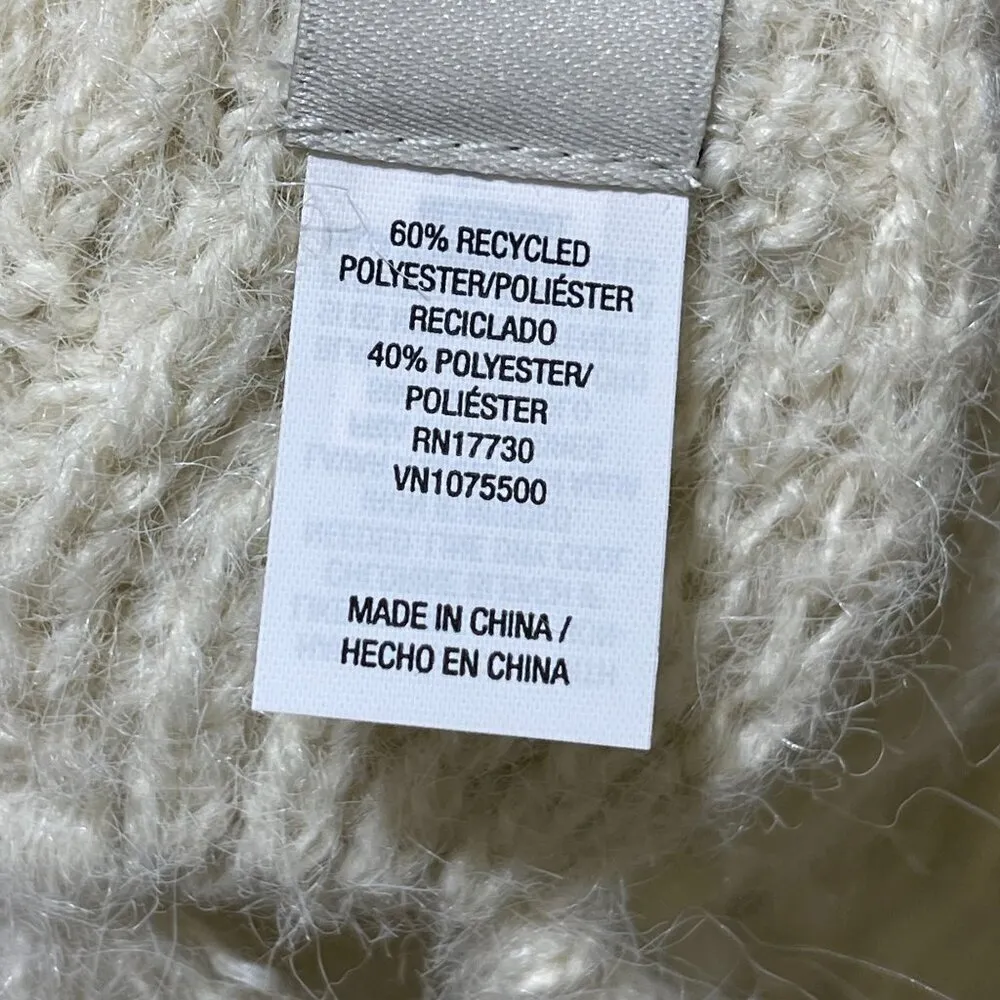 60% RECYCLED
POLYESTER/POLIÉSTER
RECICLADO
40% POLYESTER/
POLIÉSTER
RN17730
VN1075500
MADE IN CHINA /
HECHO EN CHINA